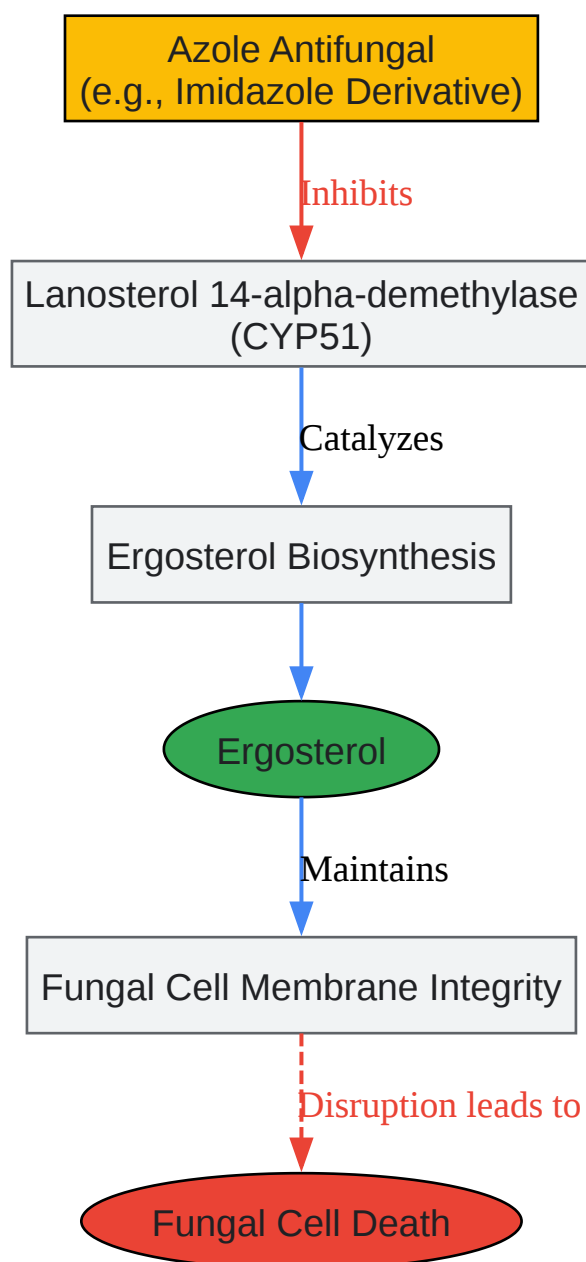 Azole Antifungal
(e.g., Imidazole Derivative)
Inhibits
Lanosterol 14-alpha-demethylase
(CYP51)
Catalyzes
Ergosterol Biosynthesis
Ergosterol
Maintains
Fungal Cell Membrane Integrity
Disruption leads to
Fungal Cell Death